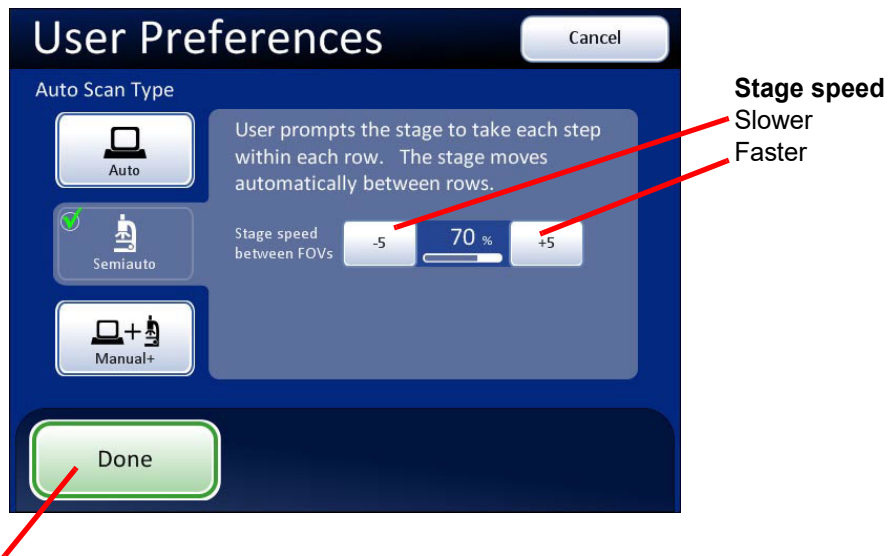 User Preferences
Cancel
Auto Scan Type
Auto
User prompts the stage to take each step
within each row. The stage moves
automatically between rows.
Semiauto
Stage speed
between FOVs
-5
70 %
+5
Manual+
Done
Stage speed
Slower
Faster